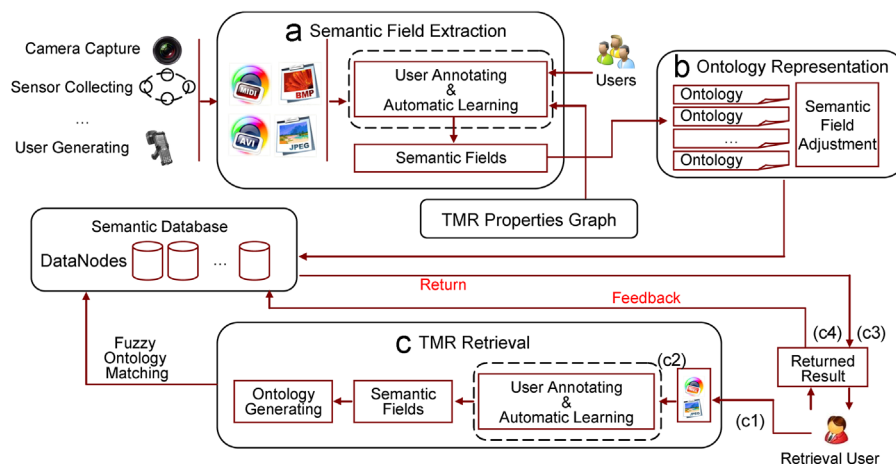 Camera Capture
Sensor Collecting
...
User Generating
a Semantic Field Extraction
MIDI
BMP
AVI
JPEG
User Annotating
&
Automatic Learning
Semantic Fields
Users
TMR Properties Graph
b Ontology Representation
Ontology
Ontology
...
Ontology
Semantic
Field
Adjustment
Semantic Database
DataNodes
...
Return
Feedback
Fuzzy
Ontology
Matching
c TMR Retrieval
Ontology
Generating
Semantic
Fields
User Annotating
&
Automatic Learning
(c2)
(c1)
(c4)
(c3)
Returned
Result
Retrieval User